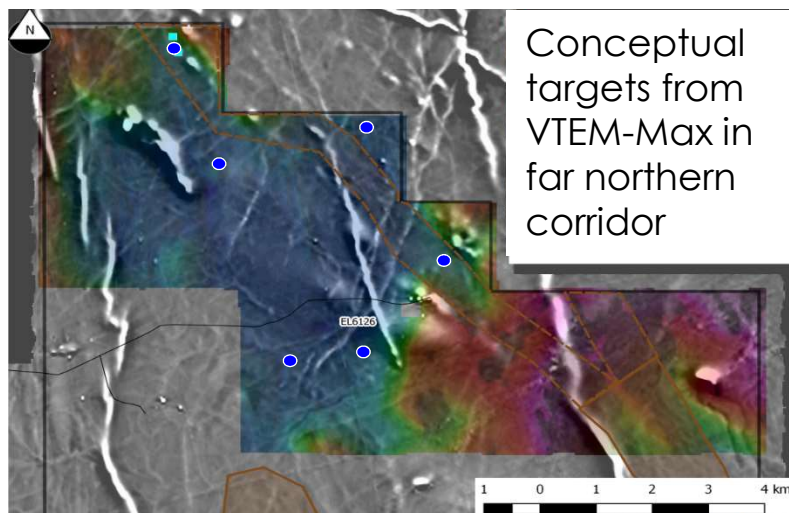 N
Conceptual
targets from
VTEM-Max in
far northern
corridor
EL6126
1 0 1 2 3 4 km